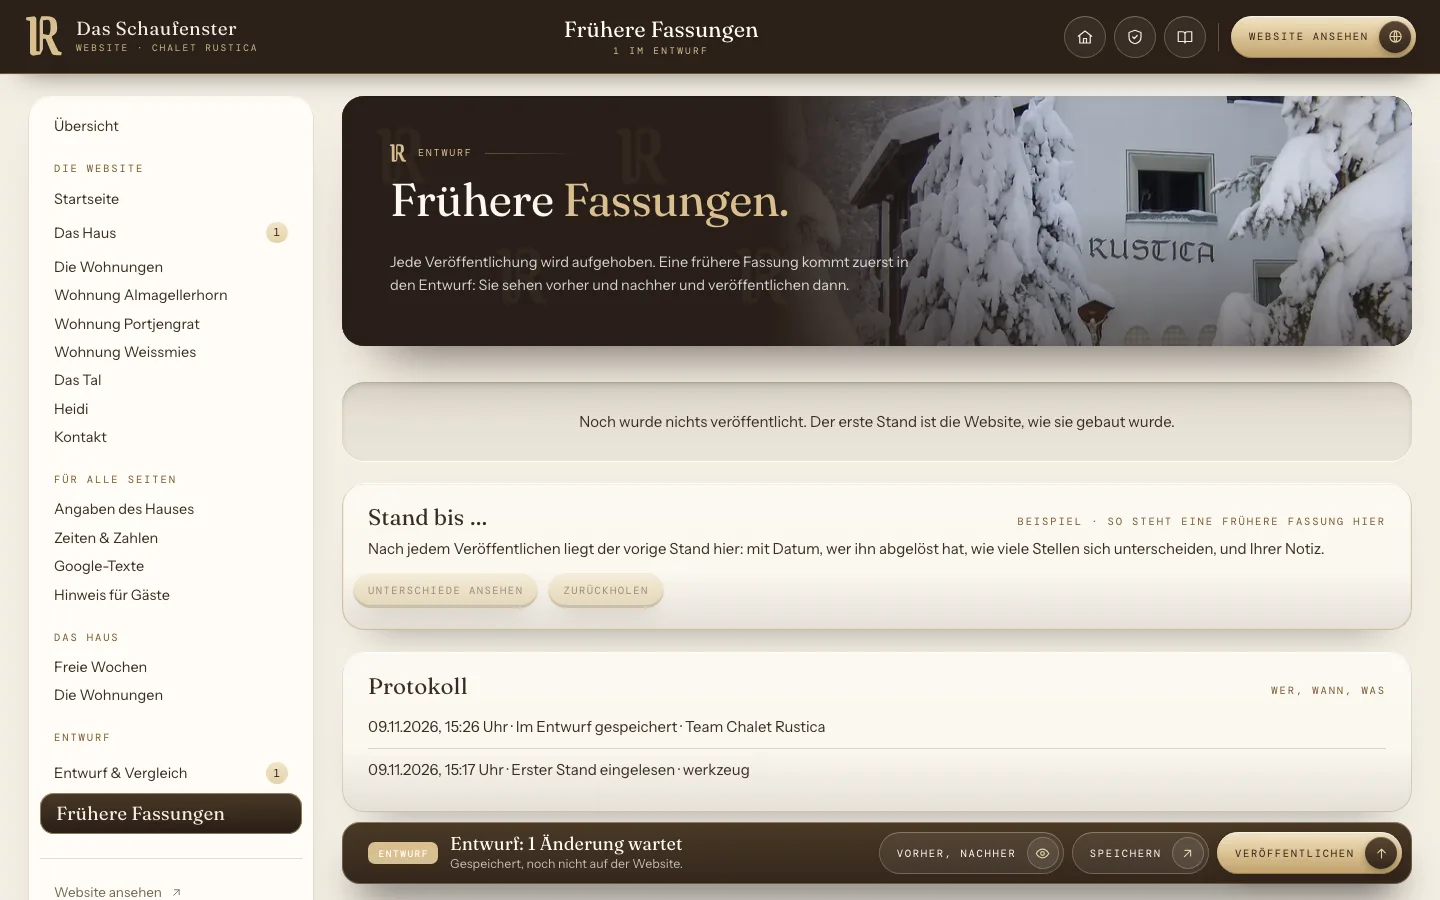 Das Schaufenster
WEBSITE · CHALET RUSTICA
Frühere Fassungen
1 IM ENTWURF
WEBSITE ANSEHEN
Übersicht
DIE WEBSITE
Startseite
Das Haus 1
Die Wohnungen
Wohnung Almagellerhorn
Wohnung Portjengrat
Wohnung Weissmies
Das Tal
Heidi
Kontakt
FÜR ALLE SEITEN
Angaben des Hauses
Zeiten & Zahlen
Google-Texte
Hinweis für Gäste
DAS HAUS
Freie Wochen
Die Wohnungen
ENTWURF
Entwurf & Vergleich 1
Frühere Fassungen
Website ansehen
ENTWURF
Frühere Fassungen.
Jede Veröffentlichung wird aufgehoben. Eine frühere Fassung kommt zuerst in
den Entwurf: Sie sehen vorher und nachher und veröffentlichen dann.
RUSTICA
Noch wurde nichts veröffentlicht. Der erste Stand ist die Website, wie sie gebaut wurde.
Stand bis ...
BEISPIEL · SO STEHT EINE FRÜHERE FASSUNG HIER
Nach jedem Veröffentlichen liegt der vorige Stand hier: mit Datum, wer ihn abgelöst hat, wie viele Stellen sich unterscheiden, und Ihrer Notiz.
UNTERSCHIEDE ANSEHEN
ZURÜCKHOLEN
Protokoll
WER, WANN, WAS
09.11.2026, 15:26 Uhr · Im Entwurf gespeichert · Team Chalet Rustica
09.11.2026, 15:17 Uhr · Erster Stand eingelesen · werkzeug
ENTWURF
Entwurf: 1 Änderung wartet
Gespeichert, noch nicht auf der Website.
VORHER, NACHHER
SPEICHERN
VERÖFFENTLICHEN